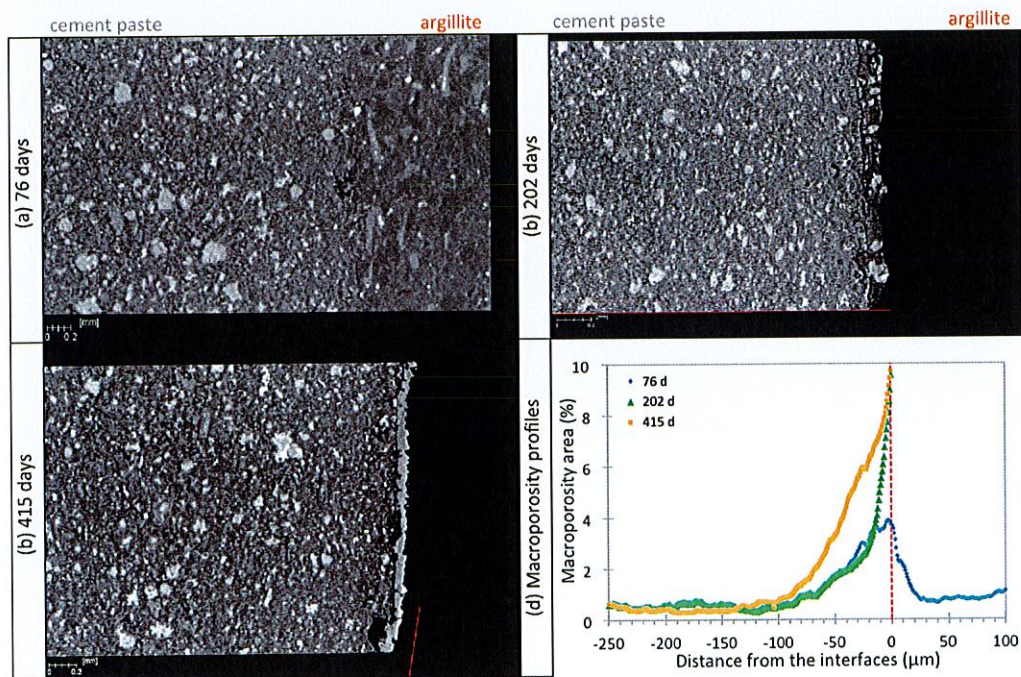 cement paste argillite
cement paste argillite
(a) 76 days
[mm]
0 0.2
(b) 202 days
[mm]
0 0.2
(b) 415 days
[mm]
0 0.2
(d) Macroporosity profiles
Macroporosity area (%)
10
8
6
4
2
0
76 d
202 d
415 d
-250 -200 -150 -100 -50 0 50 100
Distance from the interfaces (µm)